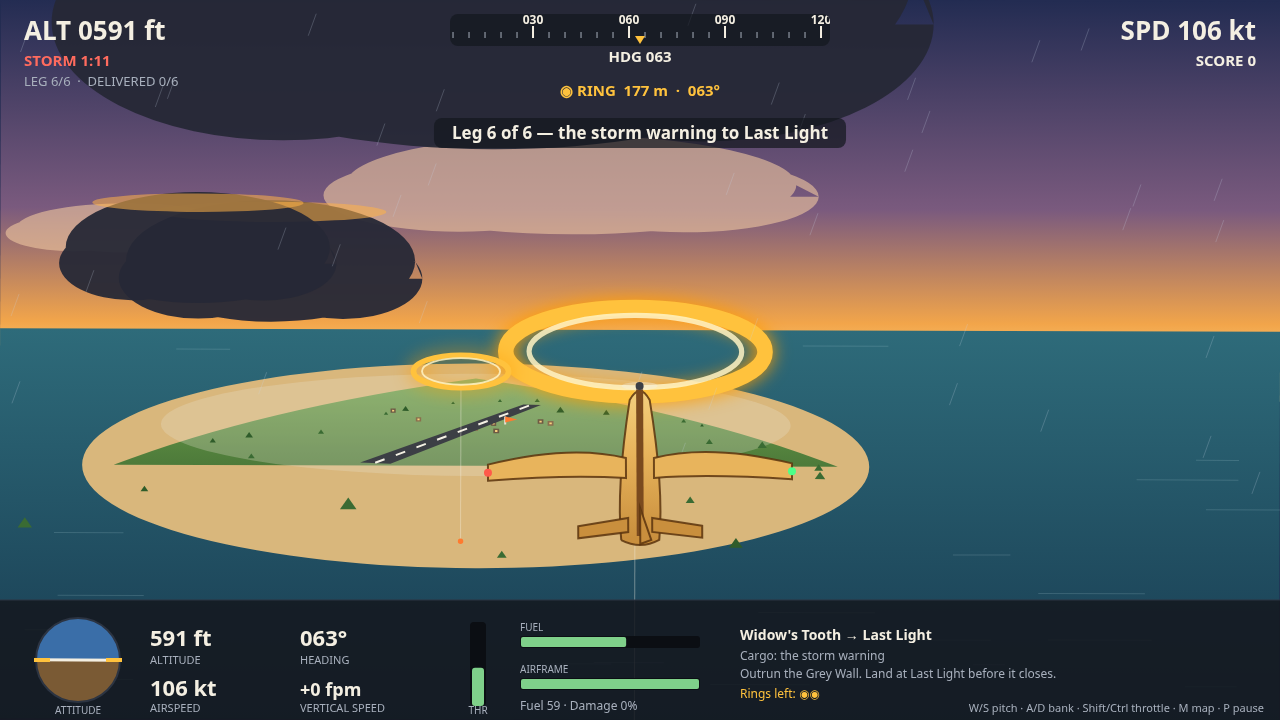 ALT 0591 ft
STORM 1:11
LEG 6/6 · DELIVERED 0/6
030 060 090 120
HDG 063
◉ RING 177 m · 063°
Leg 6 of 6 — the storm warning to Last Light
SPD 106 kt
SCORE 0
ATTITUDE
591 ft
ALTITUDE
106 kt
AIRSPEED
063°
HEADING
+0 fpm
VERTICAL SPEED
THR
FUEL
AIRFRAME
Fuel 59 · Damage 0%
Widow's Tooth → Last Light
Cargo: the storm warning
Outrun the Grey Wall. Land at Last Light before it closes.
Rings left: ◉◉
W/S pitch · A/D bank · Shift/Ctrl throttle · M map · P pause